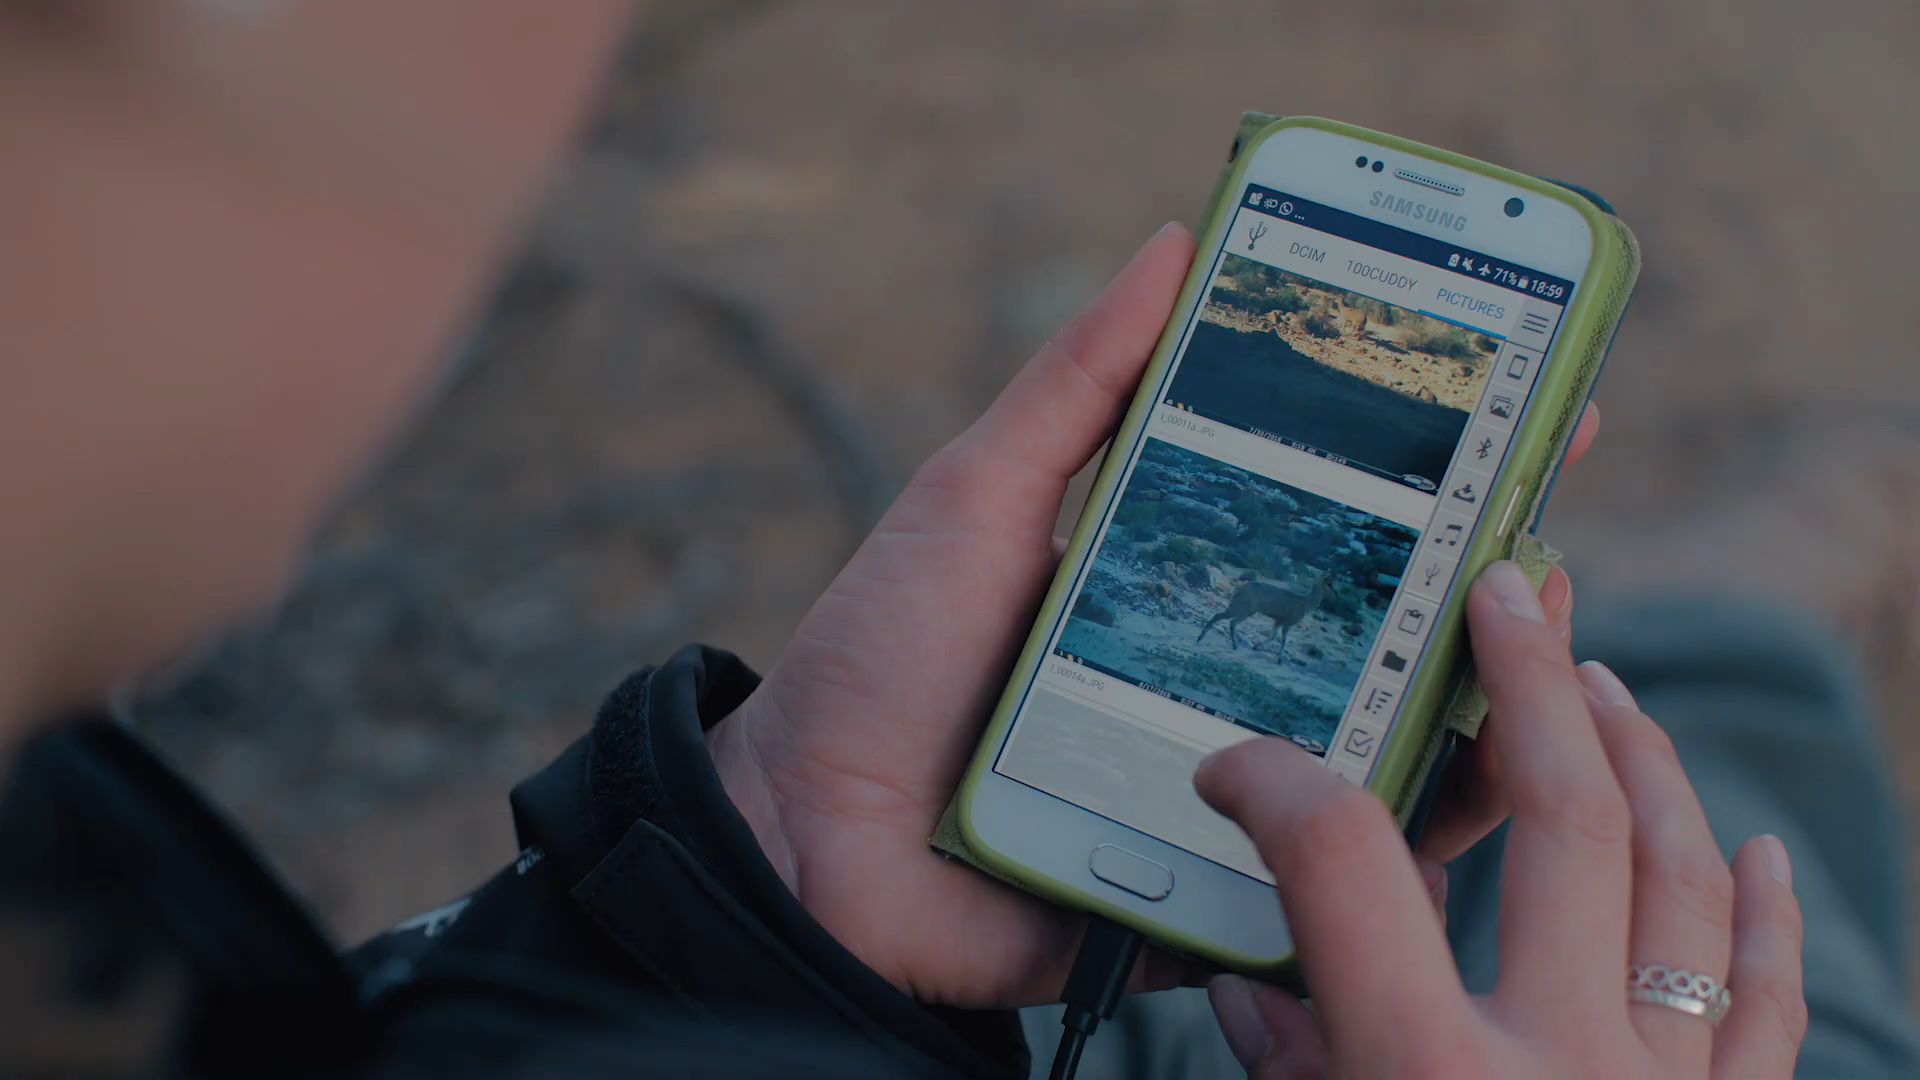 SAMSUNG
71% 18:59
DCIM 100CUDDY PICTURES
I_00011a.JPG
I_00014a.JPG